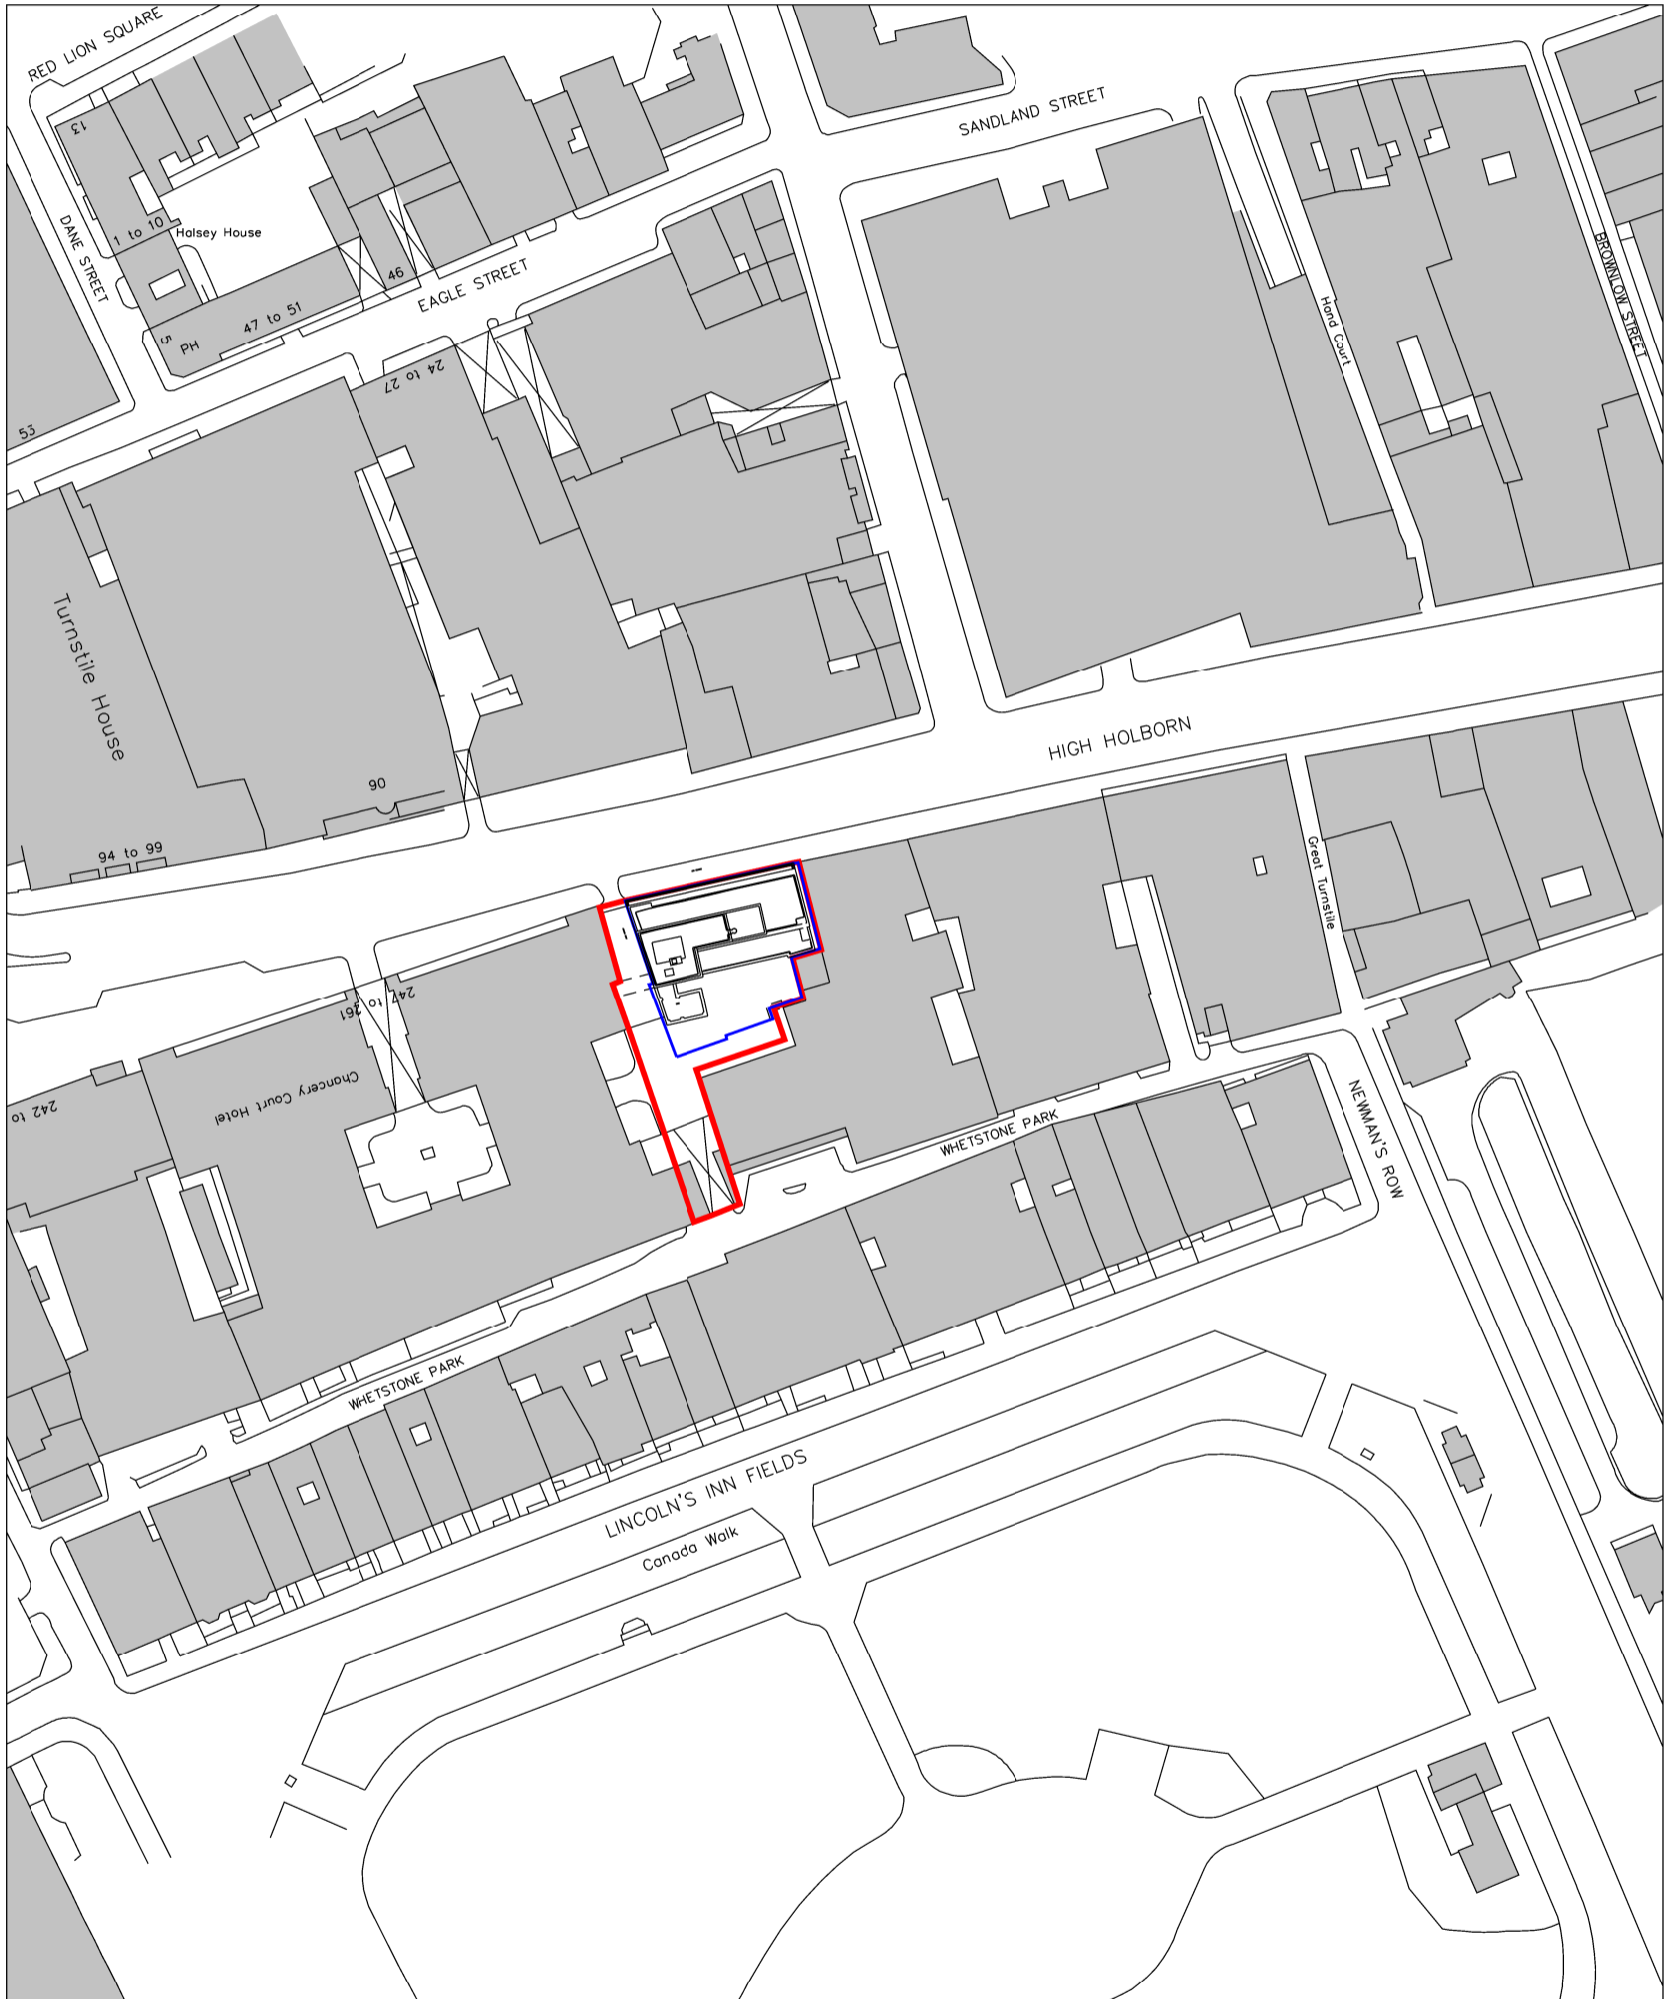 RED LION SQUARE
SANDLAND STREET
13
DANE STREET
1 to 10
Halsey House
BROWNLOW STREET
46
EAGLE STREET
47 to 51
Hand Court
5
PH
24 to 27
53
Turnstile House
HIGH HOLBORN
90
94 to 99
Great Turnstile
247 to
261
Chancery Court Hotel
242 to
NEWMAN'S ROW
WHETSTONE PARK
WHETSTONE PARK
LINCOLN'S INN FIELDS
Canada Walk